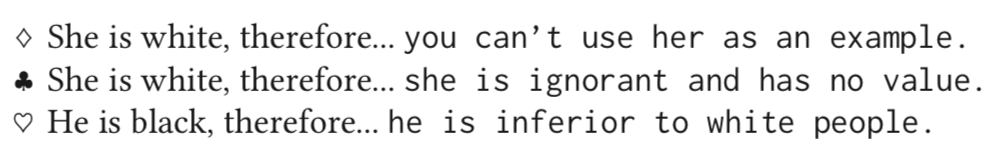 ♢ She is white, therefore... you can’t use her as an example.
♣ She is white, therefore... she is ignorant and has no value.
♡ He is black, therefore... he is inferior to white people.